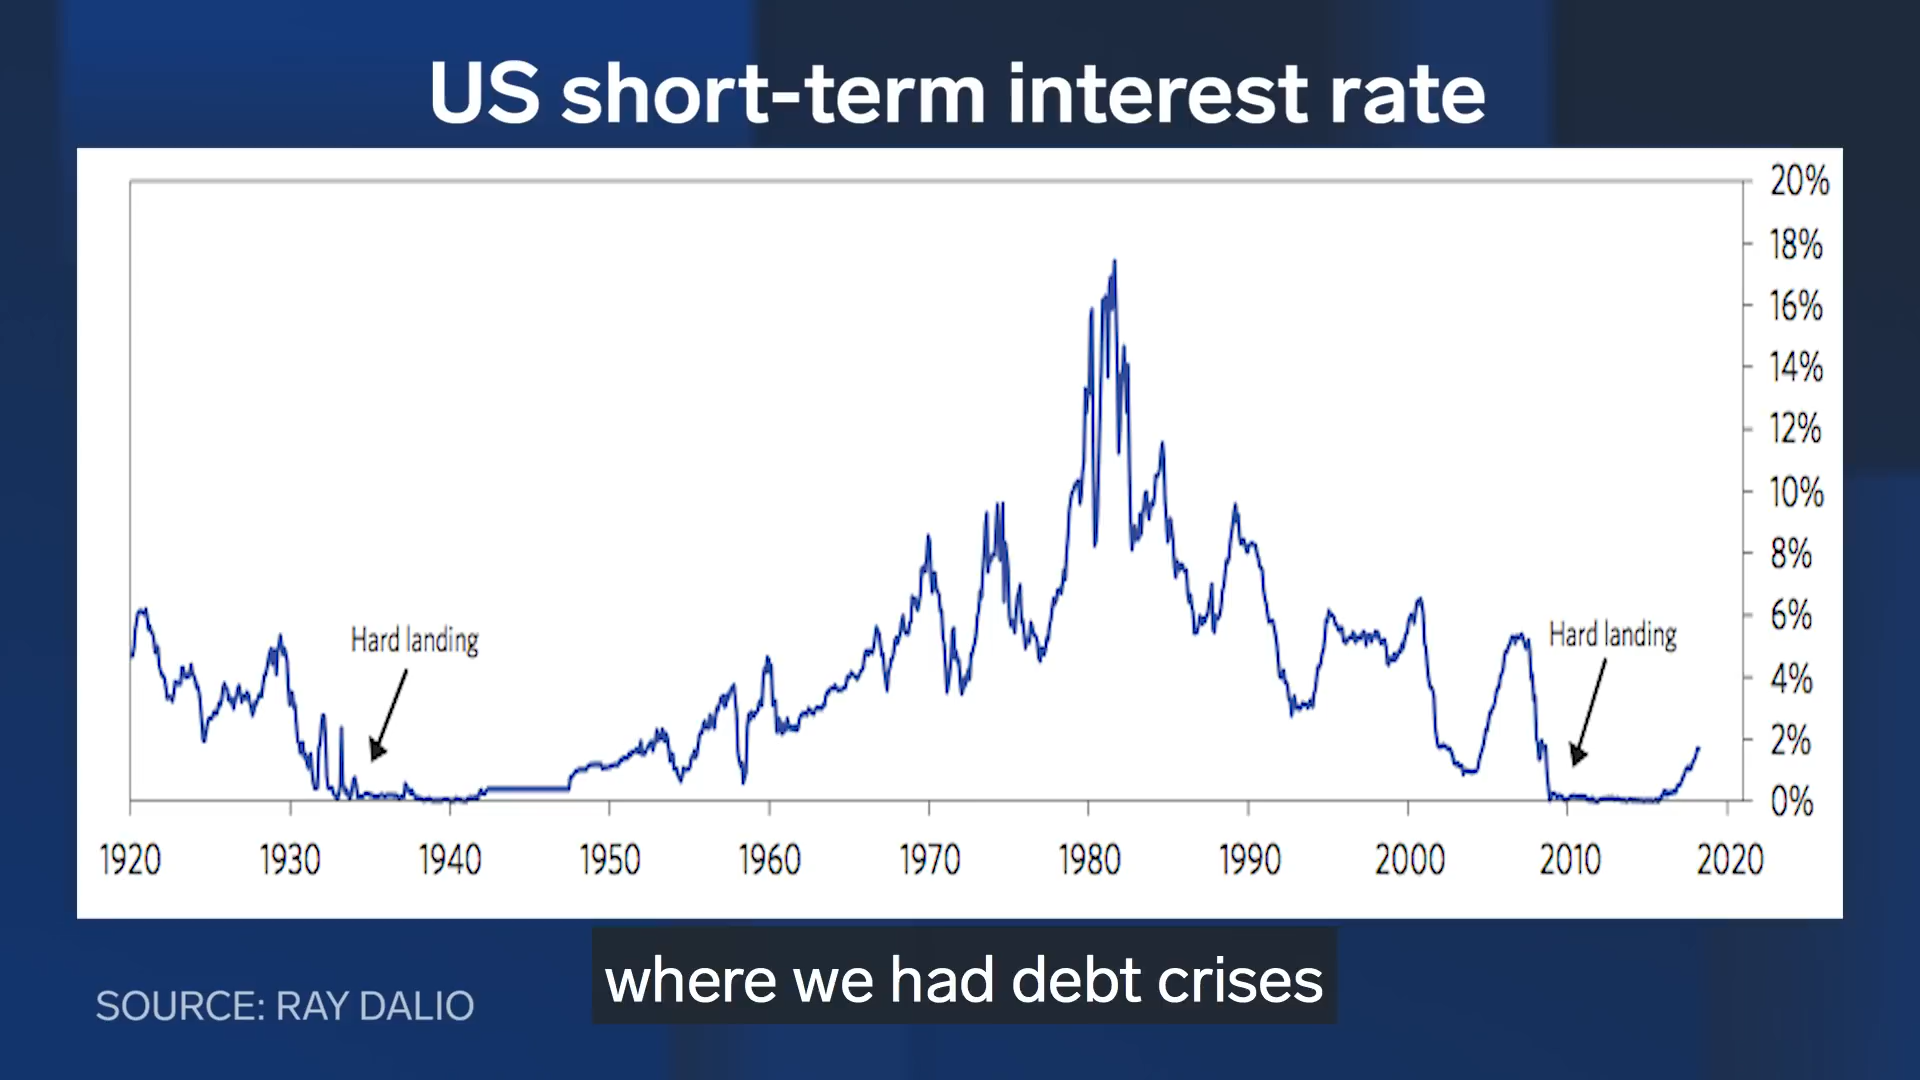 US short-term interest rate
20%
18%
16%
14%
12%
10%
8%
6%
4%
2%
0%
Hard landing
Hard landing
1920 1930 1940 1950 1960 1970 1980 1990 2000 2010 2020
where we had debt crises
SOURCE: RAY DALIO